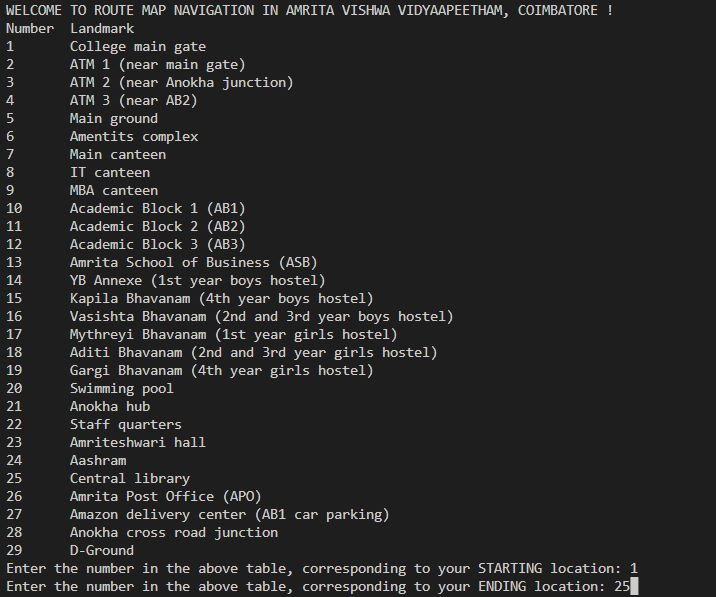 WELCOME TO ROUTE MAP NAVIGATION IN AMRITA VISHWA VIDYAAPEETHAM, COIMBATORE !
Number  Landmark
1       College main gate
2       ATM 1 (near main gate)
3       ATM 2 (near Anokha junction)
4       ATM 3 (near AB2)
5       Main ground
6       Amentits complex
7       Main canteen
8       IT canteen
9       MBA canteen
10      Academic Block 1 (AB1)
11      Academic Block 2 (AB2)
12      Academic Block 3 (AB3)
13      Amrita School of Business (ASB)
14      YB Annexe (1st year boys hostel)
15      Kapila Bhavanam (4th year boys hostel)
16      Vasishta Bhavanam (2nd and 3rd year boys hostel)
17      Mythreyi Bhavanam (1st year girls hostel)
18      Aditi Bhavanam (2nd and 3rd year girls hostel)
19      Gargi Bhavanam (4th year girls hostel)
20      Swimming pool
21      Anokha hub
22      Staff quarters
23      Amriteshwari hall
24      Aashram
25      Central library
26      Amrita Post Office (APO)
27      Amazon delivery center (AB1 car parking)
28      Anokha cross road junction
29      D-Ground
Enter the number in the above table, corresponding to your STARTING location: 1
Enter the number in the above table, corresponding to your ENDING location: 25